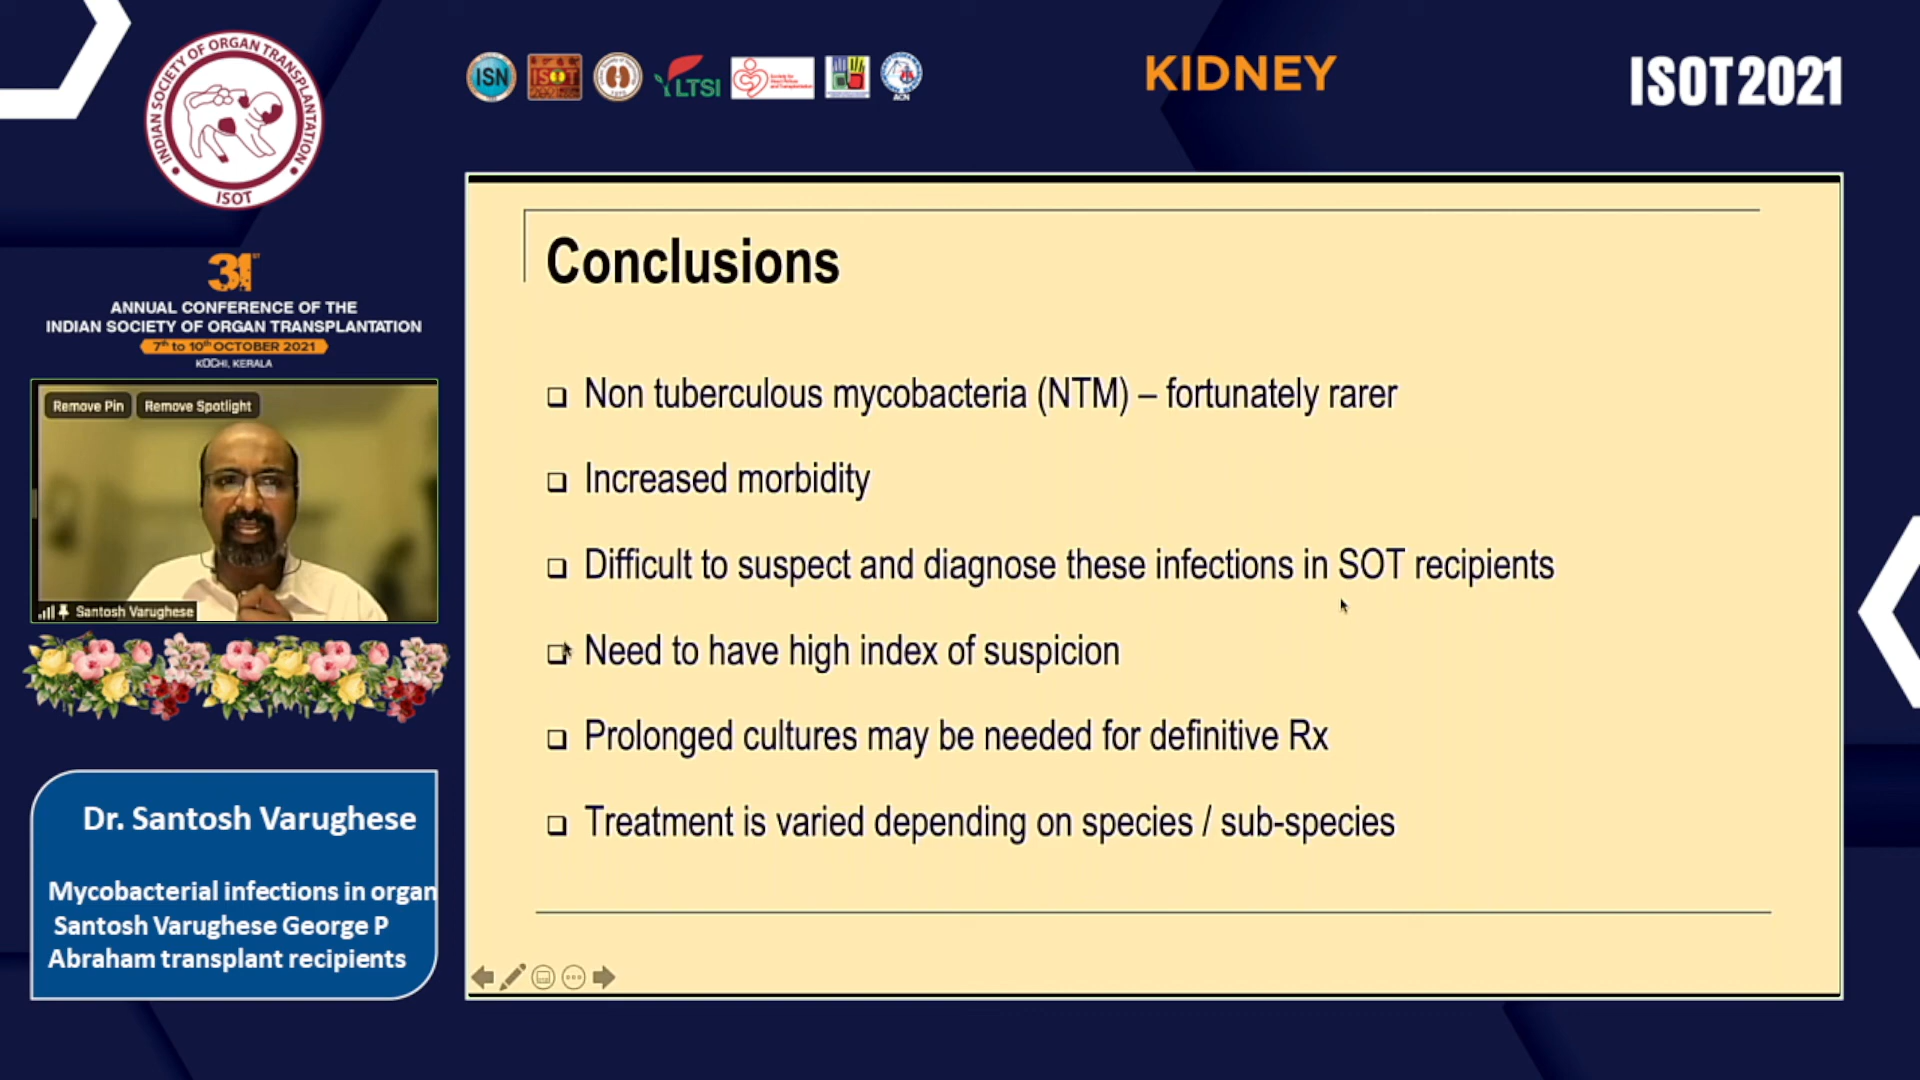 INDIAN SOCIETY OF ORGAN TRANSPLANTATION
ISOT
ISN
ISOT
LTSI
ACN
KIDNEY
ISOT2021
31ST
ANNUAL CONFERENCE OF THE
INDIAN SOCIETY OF ORGAN TRANSPLANTATION
7th to 10th OCTOBER 2021
KOCHI, KERALA
Remove Pin
Remove Spotlight
Santosh Varughese
Dr. Santosh Varughese
Mycobacterial infections in organ
Santosh Varughese George P
Abraham transplant recipients
Conclusions
Non tuberculous mycobacteria (NTM) – fortunately rarer
Increased morbidity
Difficult to suspect and diagnose these infections in SOT recipients
Need to have high index of suspicion
Prolonged cultures may be needed for definitive Rx
Treatment is varied depending on species / sub-species